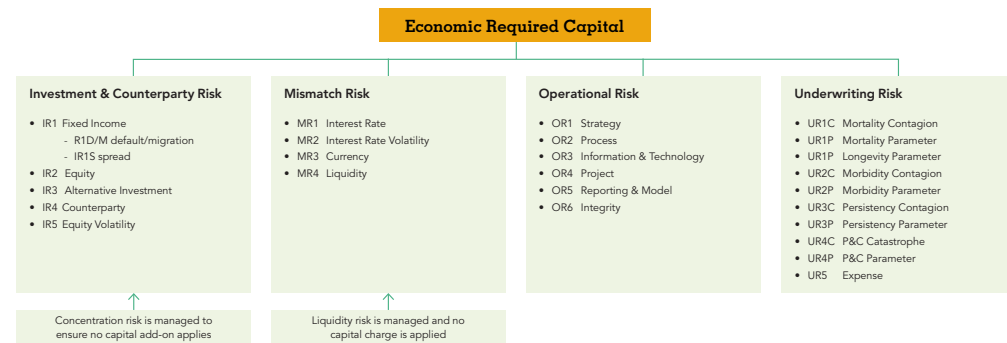 Economic Required Capital
Investment & Counterparty Risk
• IR1 Fixed Income
- R1D/M default/migration
- IR1S spread
• IR2 Equity
• IR3 Alternative Investment
• IR4 Counterparty
• IR5 Equity Volatility
Concentration risk is managed to
ensure no capital add-on applies
Mismatch Risk
• MR1 Interest Rate
• MR2 Interest Rate Volatility
• MR3 Currency
• MR4 Liquidity
Liquidity risk is managed and no
capital charge is applied
Operational Risk
• OR1 Strategy
• OR2 Process
• OR3 Information & Technology
• OR4 Project
• OR5 Reporting & Model
• OR6 Integrity
Underwriting Risk
• UR1C Mortality Contagion
• UR1P Mortality Parameter
• UR1P Longevity Parameter
• UR2C Morbidity Contagion
• UR2P Morbidity Parameter
• UR3C Persistency Contagion
• UR3P Persistency Parameter
• UR4C P&C Catastrophe
• UR4P P&C Parameter
• UR5 Expense